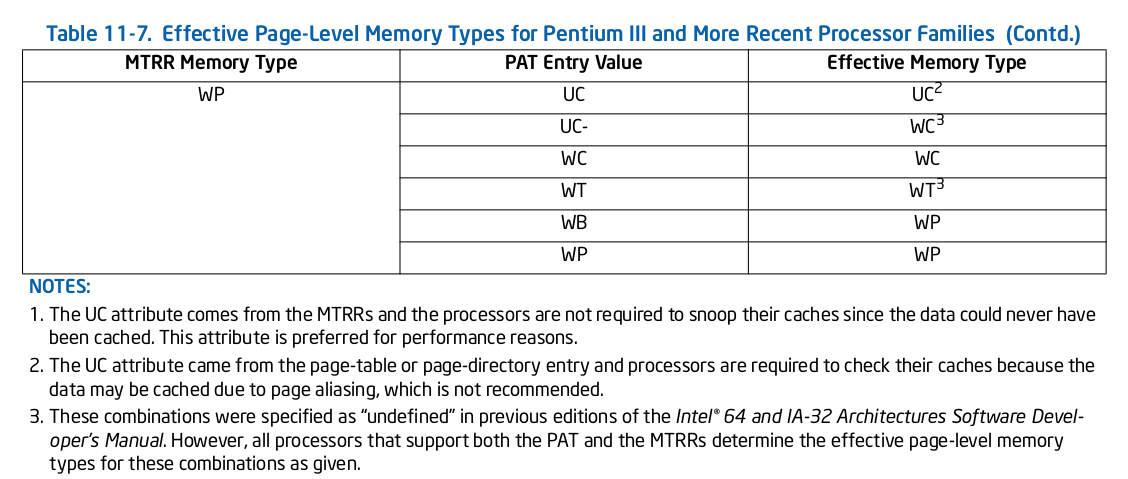 Table 11-7. Effective Page-Level Memory Types for Pentium III and More Recent Processor Families (Contd.)
MTRR Memory Type PAT Entry Value Effective Memory Type
WP UC UC2
UC- WC3
WC WC
WT WT3
WB WP
WP WP
NOTES:
1. The UC attribute comes from the MTRRs and the processors are not required to snoop their caches since the data could never have
been cached. This attribute is preferred for performance reasons.
2. The UC attribute came from the page-table or page-directory entry and processors are required to check their caches because the
data may be cached due to page aliasing, which is not recommended.
3. These combinations were specified as “undefined” in previous editions of the Intel® 64 and IA-32 Architectures Software Devel-
oper’s Manual. However, all processors that support both the PAT and the MTRRs determine the effective page-level memory
types for these combinations as given.